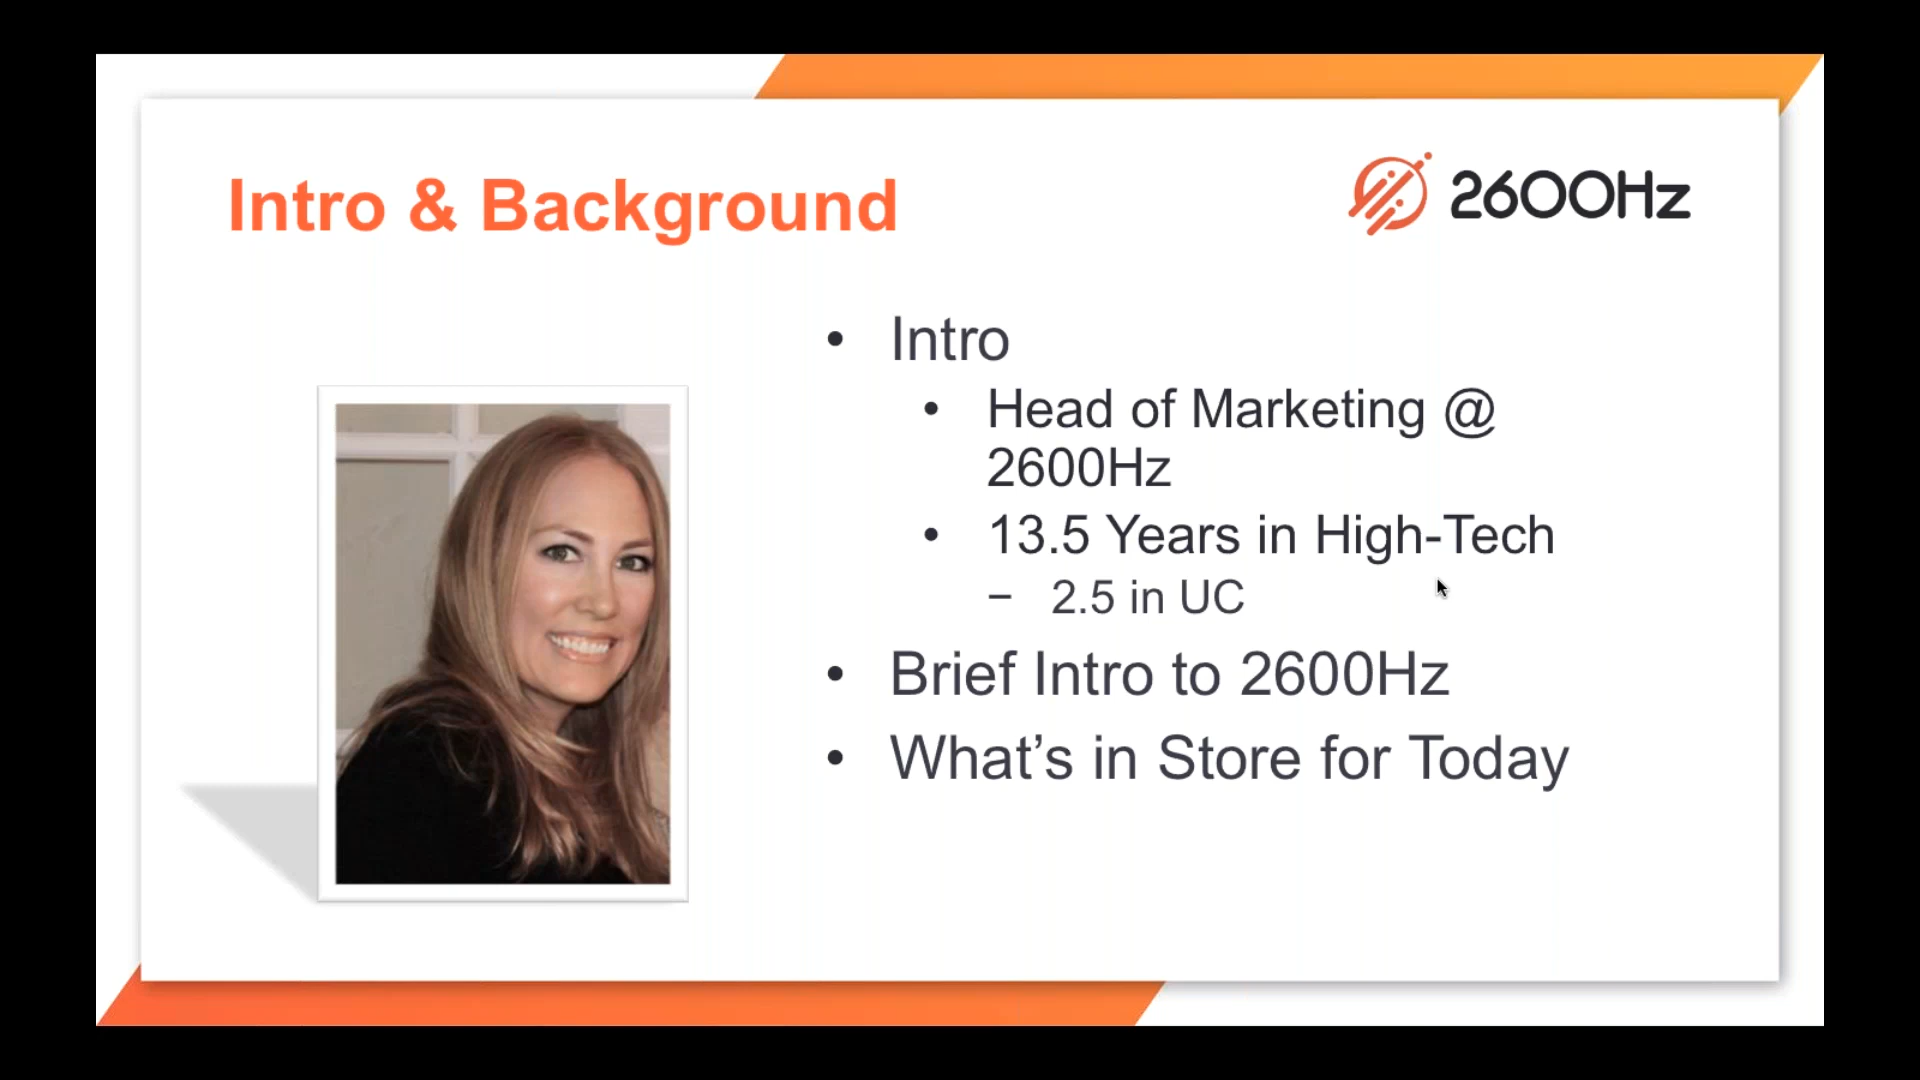 Intro & Background
2600Hz
• Intro
• Head of Marketing @
2600Hz
• 13.5 Years in High-Tech
– 2.5 in UC
• Brief Intro to 2600Hz
• What’s in Store for Today